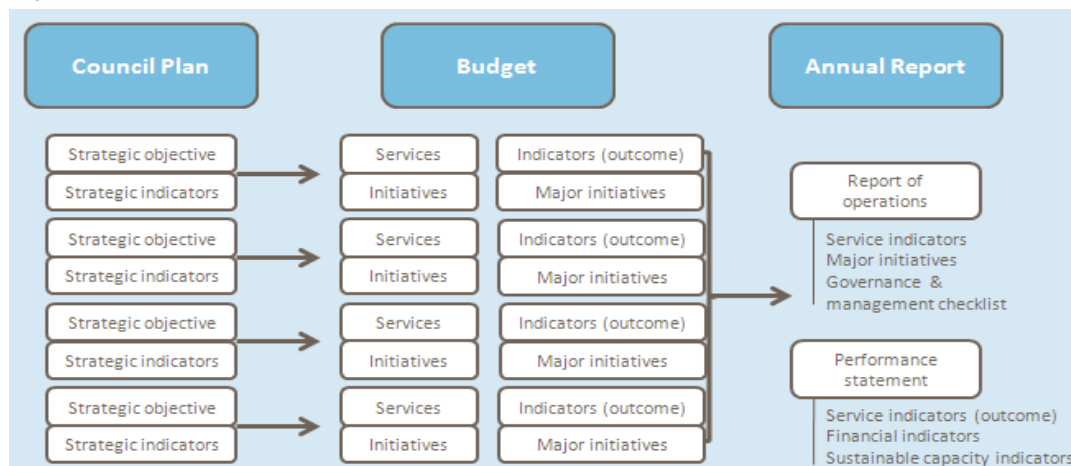 Council Plan
Budget
Annual Report
Strategic objective
Strategic indicators
Services
Initiatives
Indicators (outcome)
Major initiatives
Strategic objective
Strategic indicators
Services
Initiatives
Indicators (outcome)
Major initiatives
Strategic objective
Strategic indicators
Services
Initiatives
Indicators (outcome)
Major initiatives
Strategic objective
Strategic indicators
Services
Initiatives
Indicators (outcome)
Major initiatives
Report of
operations
Service indicators
Major initiatives
Governance &
management checklist
Performance
statement
Service indicators (outcome)
Financial indicators
Sustainable capacity indicators